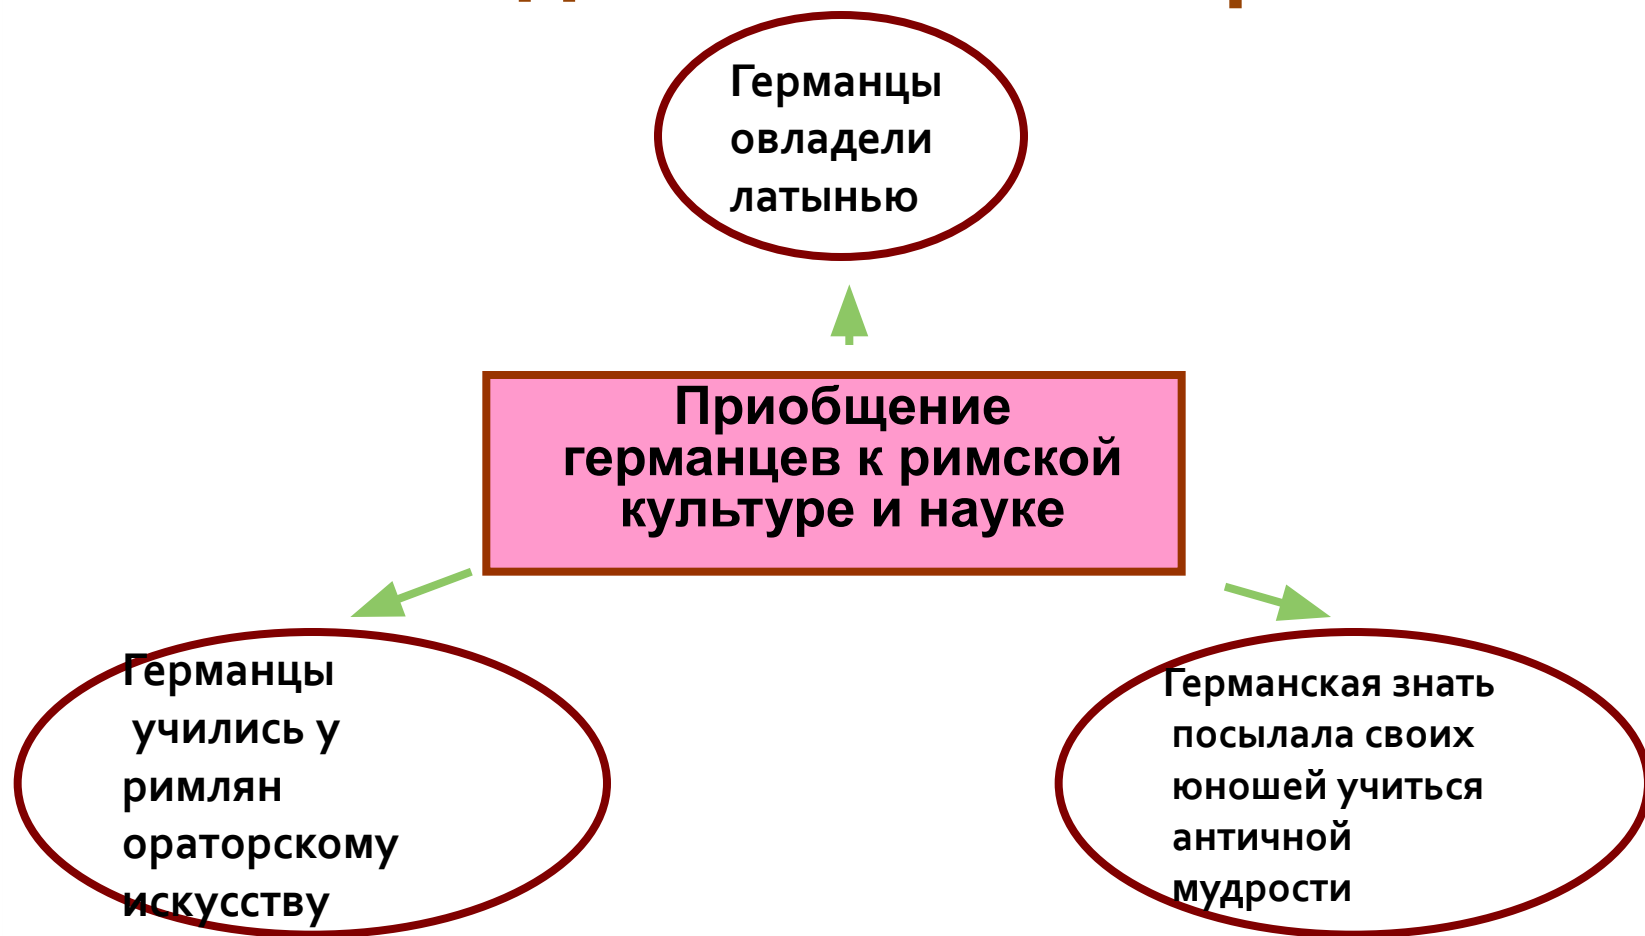 Германцы
овладели
латынью
Приобщение
германцев к римской
культуре и науке
Германцы
учились у
римлян
ораторскому
искусству
Германская знать
посылала своих
юношей учиться
античной
мудрости